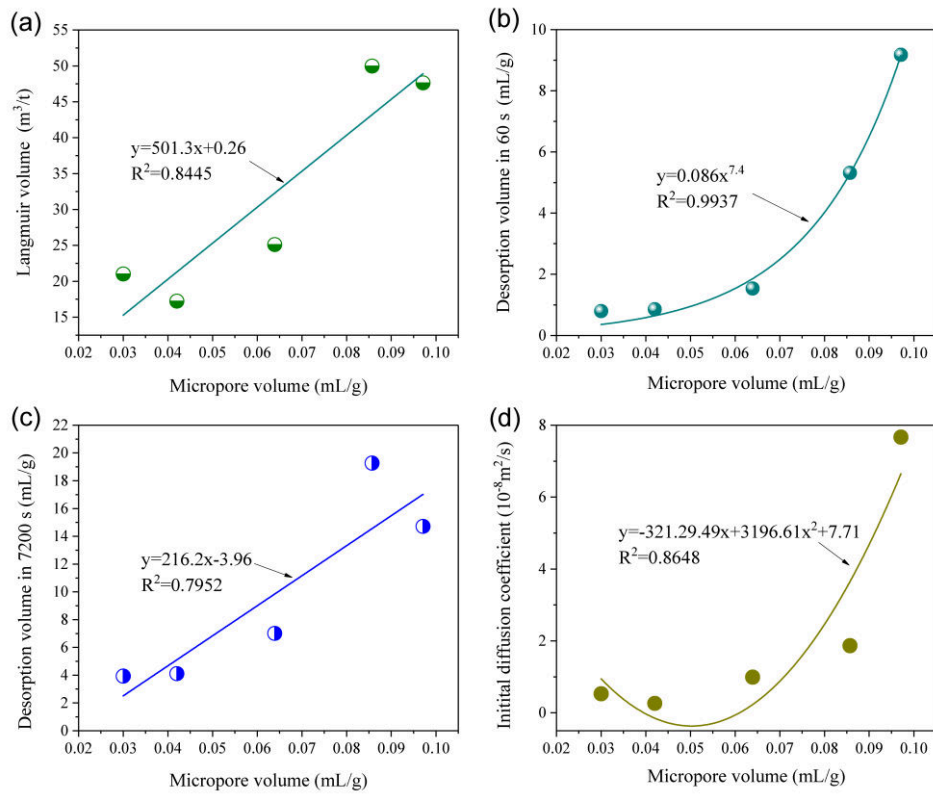 (a)
55
50
45
40
35
30
25
20
15
Langmuir volume (m³/t)
y=501.3x+0.26
R²=0.8445
0.02 0.03 0.04 0.05 0.06 0.07 0.08 0.09 0.10
Micropore volume (mL/g)
(b)
10
8
6
4
2
0
Desorption volume in 60 s (mL/g)
y=0.086x⁷·⁴
R²=0.9937
0.02 0.03 0.04 0.05 0.06 0.07 0.08 0.09 0.10
Micropore volume (mL/g)
(c)
22
20
18
16
14
12
10
8
6
4
2
0
Desorption volume in 7200 s (mL/g)
y=216.2x-3.96
R²=0.7952
0.02 0.03 0.04 0.05 0.06 0.07 0.08 0.09 0.10
Micropore volume (mL/g)
(d)
8
6
4
2
0
Initital diffusion coefficient (10⁻⁸m²/s)
y=-321.29.49x+3196.61x²+7.71
R²=0.8648
0.02 0.03 0.04 0.05 0.06 0.07 0.08 0.09 0.10
Micropore volume (mL/g)